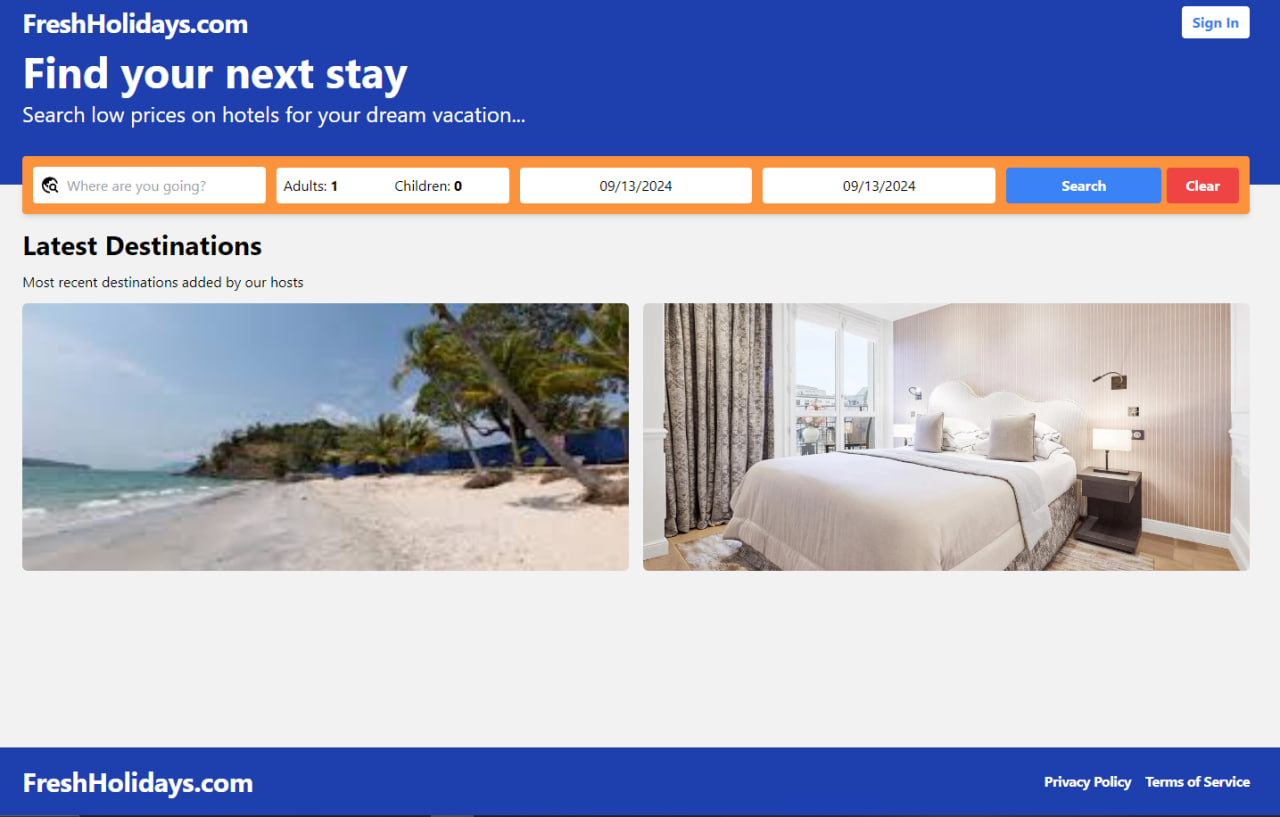 FreshHolidays.com
Sign In
Find your next stay
Search low prices on hotels for your dream vacation...
Where are you going?
Adults: 1
Children: 0
09/13/2024
09/13/2024
Search
Clear
Latest Destinations
Most recent destinations added by our hosts
FreshHolidays.com
Privacy Policy
Terms of Service